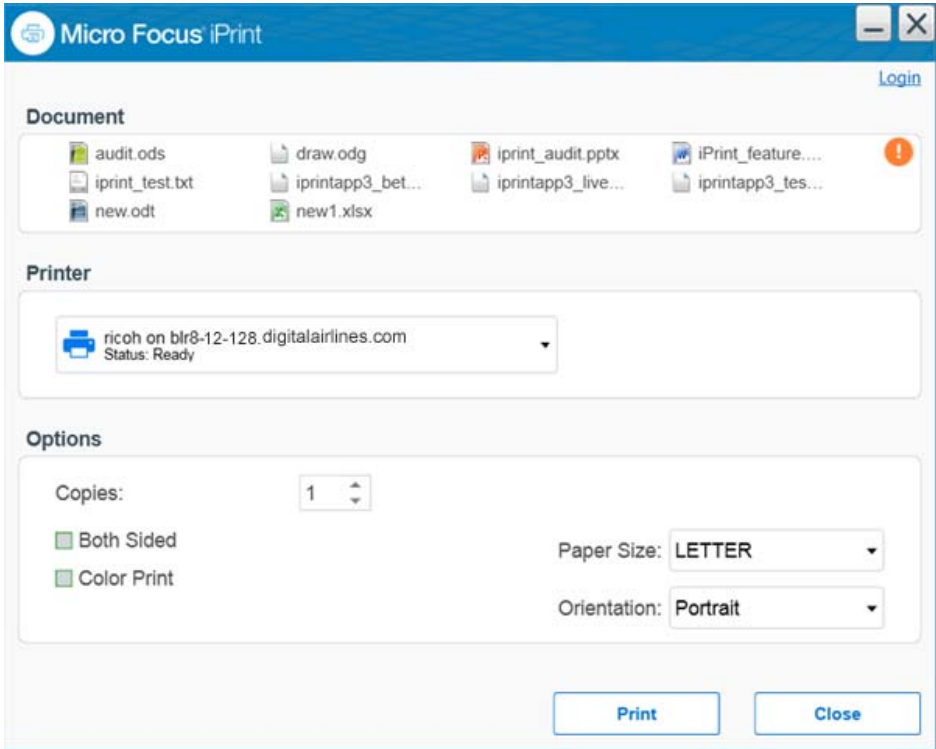 Micro Focus® iPrint
Login
Document
audit.ods draw.odg iprint_audit.pptx iPrint_feature....
iprint_test.txt iprintapp3_bet... iprintapp3_live... iprintapp3_tes...
new.odt new1.xlsx
Printer
ricoh on blr8-12-128.digitalairlines.com
Status: Ready
Options
Copies: 1
Both Sided
Paper Size: LETTER
Color Print
Orientation: Portrait
Print Close